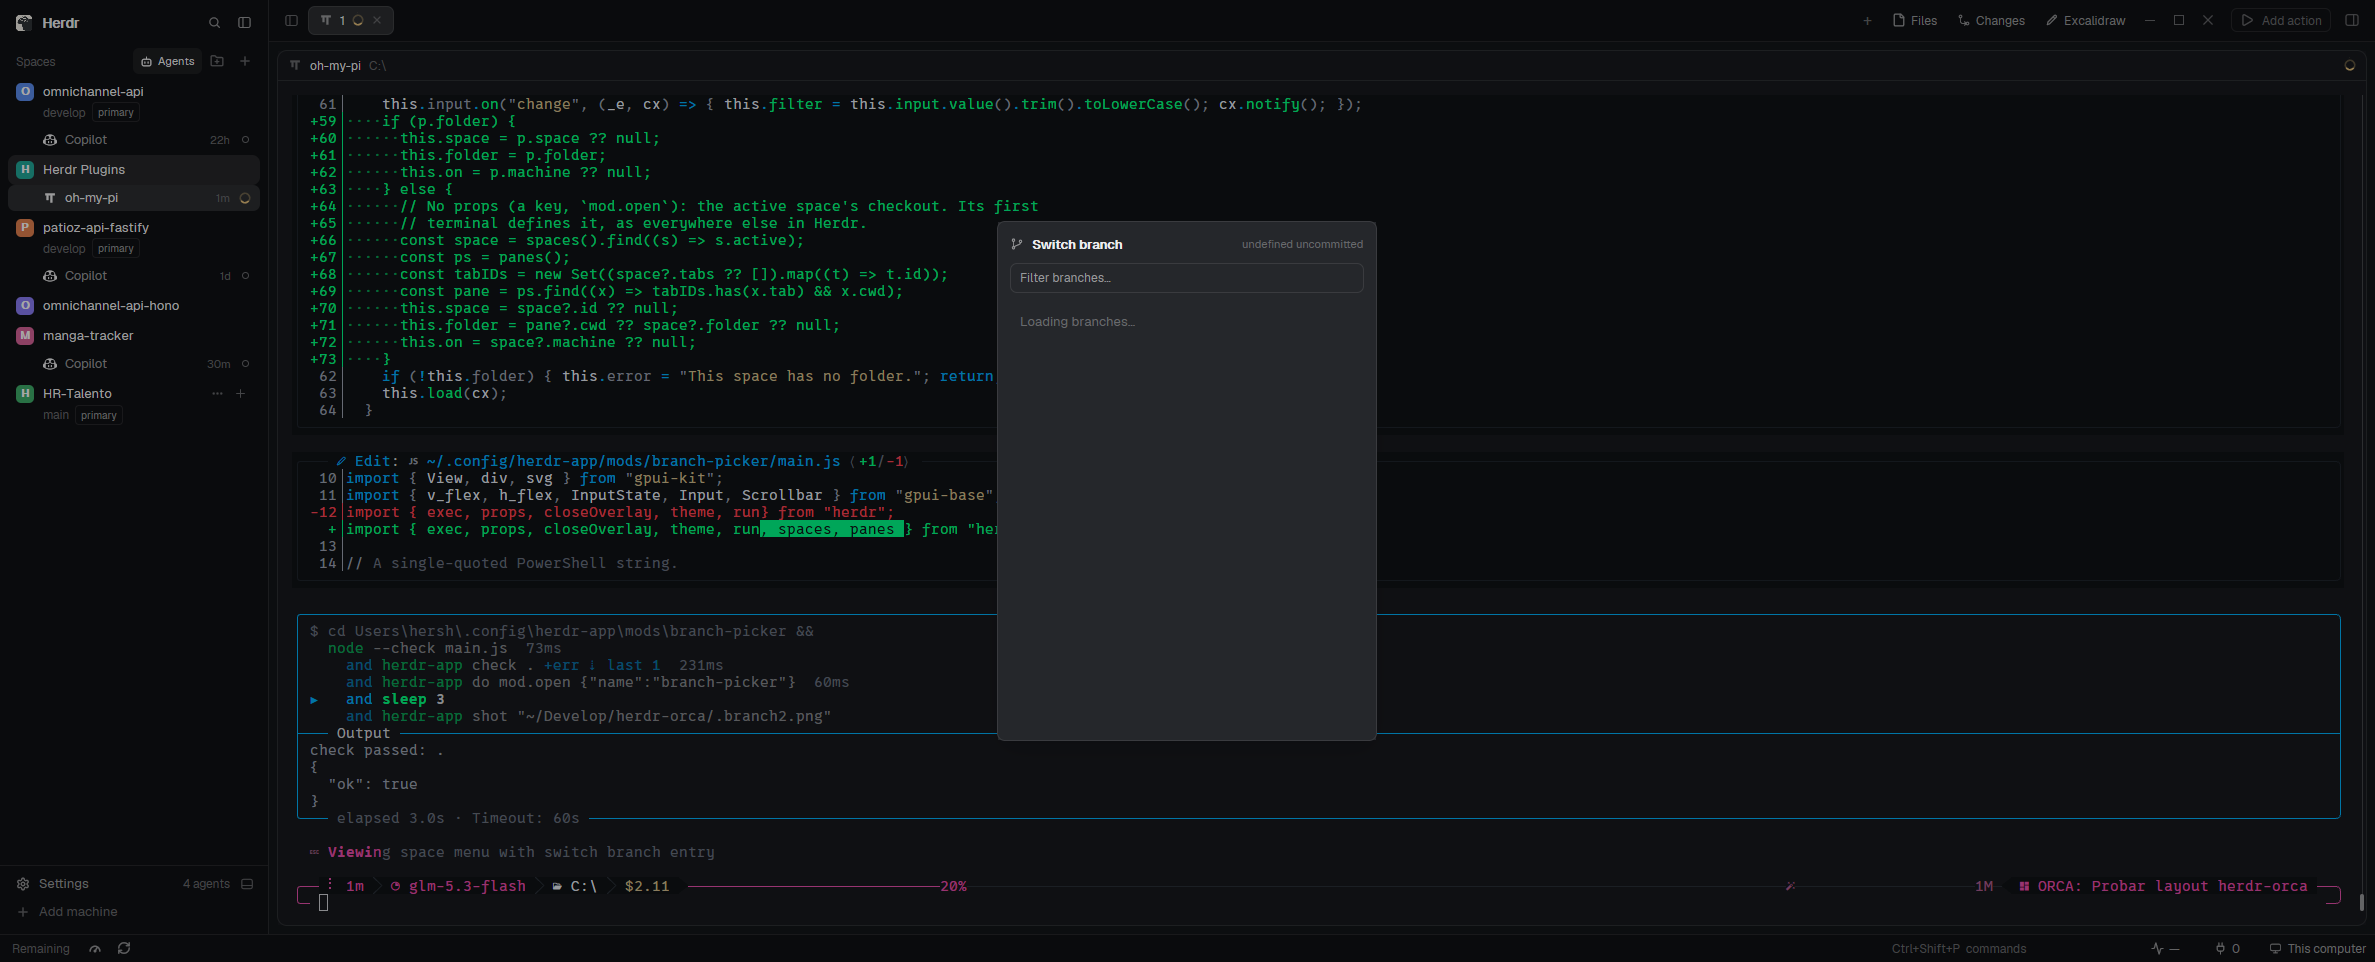 Herdr
Spaces
Agents
omnichannel-api
develop primary
Copilot 22h
Herdr Plugins
oh-my-pi 1m
patioz-api-fastify
develop primary
Copilot 1d
omnichannel-api-hono
manga-tracker
Copilot 30m
HR-Talento
main primary
Settings 4 agents
Add machine
1
Files Changes Excalidraw Add action
oh-my-pi C:\
61 this.input.on("change", (_e, cx) => { this.filter = this.input.value().trim().toLowerCase(); cx.notify(); });
+59 ····if (p.folder) {
+60 ······this.space = p.space ?? null;
+61 ······this.folder = p.folder;
+62 ······this.on = p.machine ?? null;
+63 ····} else {
+64 ······// No props (a key, `mod.open`): the active space's checkout. Its first
+65 ······// terminal defines it, as everywhere else in Herdr.
+66 ······const space = spaces().find((s) => s.active);
+67 ······const ps = panes();
+68 ······const tabIDs = new Set((space?.tabs ?? []).map((t) => t.id));
+69 ······const pane = ps.find((x) => tabIDs.has(x.tab) && x.cwd);
+70 ······this.space = space?.id ?? null;
+71 ······this.folder = pane?.cwd ?? space?.folder ?? null;
+72 ······this.on = space?.machine ?? null;
+73 ····}
62 if (!this.folder) { this.error = "This space has no folder."; return
63 this.load(cx);
64 }
Edit: JS ~/.config/herdr-app/mods/branch-picker/main.js ⟨+1/-1⟩
10 import { View, div, svg } from "gpui-kit";
11 import { v_flex, h_flex, InputState, Input, Scrollbar } from "gpui-base"
-12 import { exec, props, closeOverlay, theme, run} from "herdr";
+ import { exec, props, closeOverlay, theme, run, spaces, panes } from "her
13
14 // A single-quoted PowerShell string.
$ cd Users\hersh\.config\herdr-app\mods\branch-picker &&
node --check main.js 73ms
and herdr-app check . +err ↓ last 1 231ms
and herdr-app do mod.open {"name":"branch-picker"} 60ms
▶ and sleep 3
and herdr-app shot "~/Develop/herdr-orca/.branch2.png"
Output
check passed: .
{
"ok": true
}
elapsed 3.0s · Timeout: 60s
Viewing space menu with switch branch entry
1m glm-5.3-flash C:\ $2.11 20% 1M ORCA: Probar layout herdr-orca
Switch branch undefined uncommitted
Filter branches…
Loading branches…
Remaining
Ctrl+Shift+P commands — 0 This computer